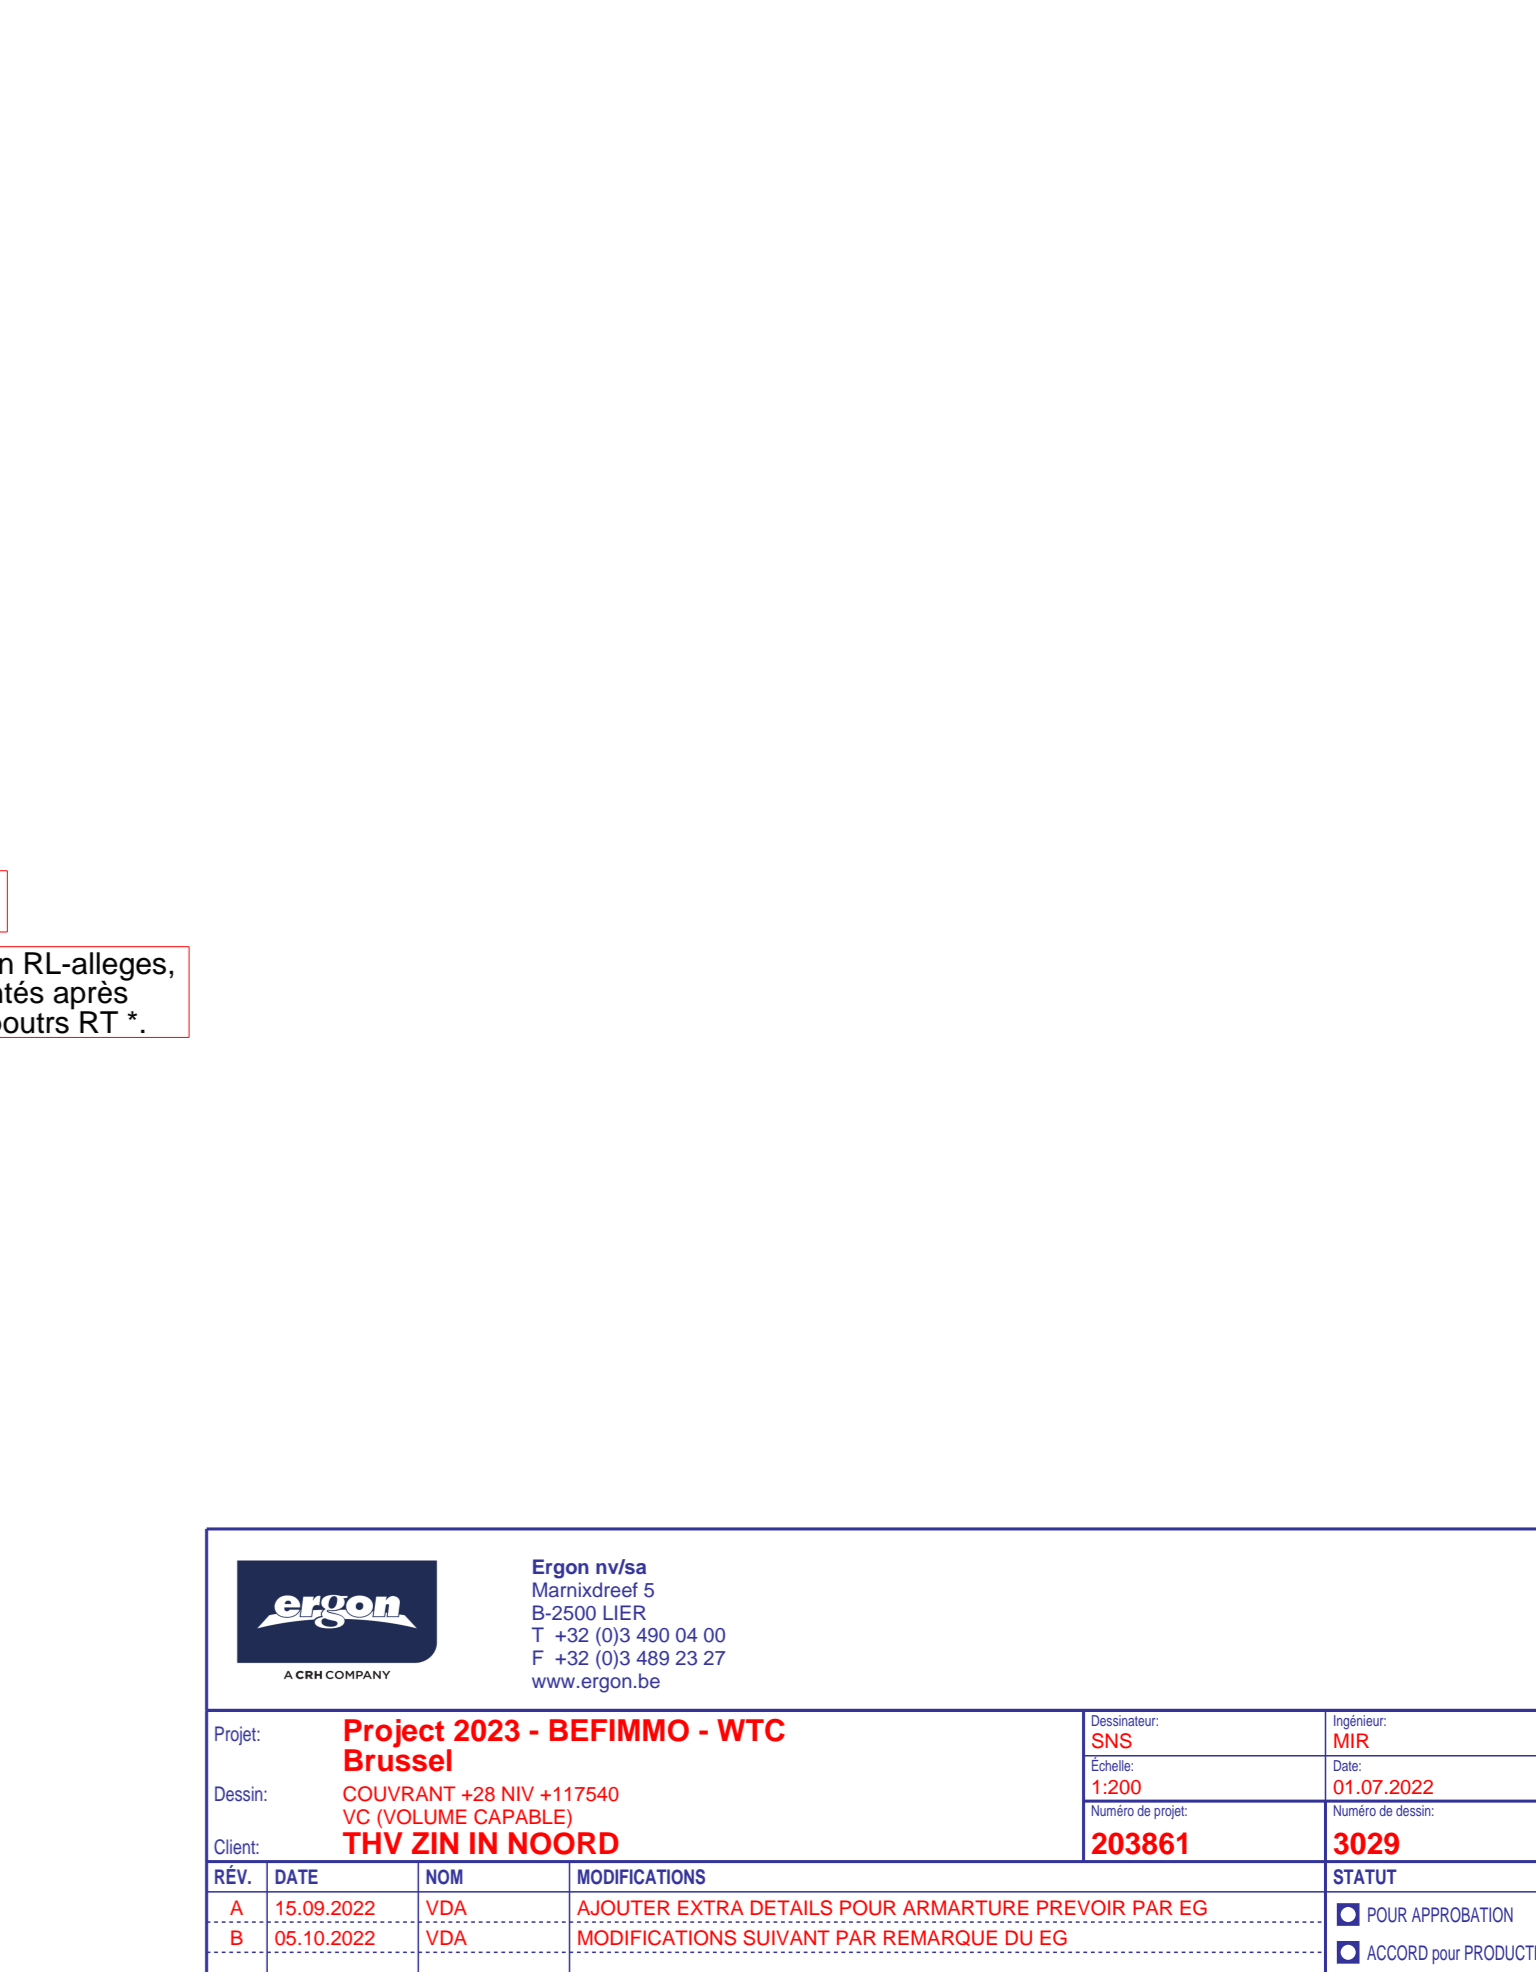 RL-alleges,
après
RT *.
ergon
A CRH COMPANY
Ergon nv/sa
Marnixdreef 5
B-2500 LIER
T +32 (0)3 490 04 00
F +32 (0)3 489 23 27
www.ergon.be
Projet: Project 2023 - BEFIMMO - WTC
Brussel
Dessin: COUVRANT +28 NIV +117540
VC (VOLUME CAPABLE)
Client: THV ZIN IN NOORD
Dessinateur: Ingénieur:
SNS MIR
Échelle: Date:
1:200 01.07.2022
Numéro de projet: Numéro de dessin:
203861 3029
RÉV. DATE NOM MODIFICATIONS STATUT
A 15.09.2022 VDA AJOUTER EXTRA DETAILS POUR ARMARTURE PREVOIR PAR EG
B 05.10.2022 VDA MODIFICATIONS SUIVANT PAR REMARQUE DU EG
POUR APPROBATION
ACCORD pour